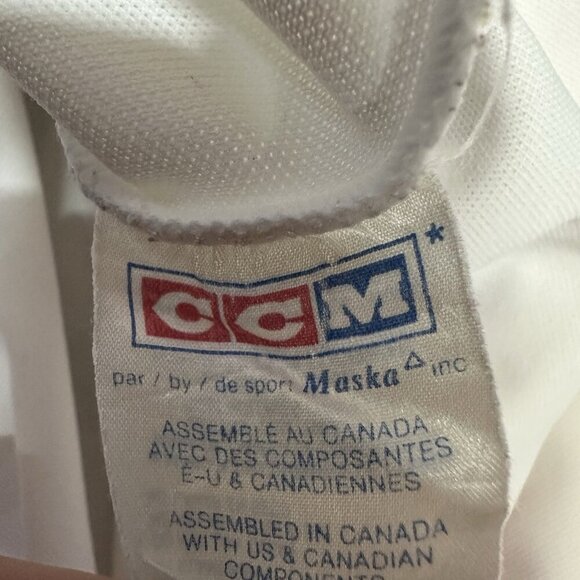 CCM*
par / by / de sport Maska inc
ASSEMBLÉ AU CANADA
AVEC DES COMPOSANTES
É-U & CANADIENNES
ASSEMBLED IN CANADA
WITH US & CANADIAN
COMPONENTS